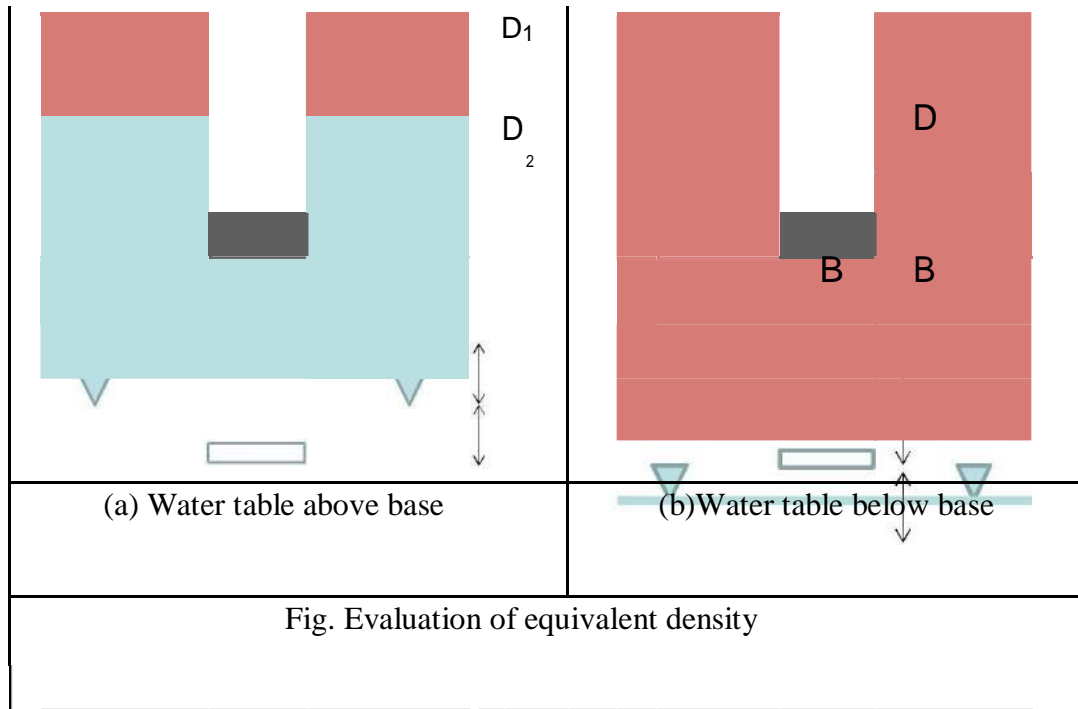 D1
D
2
D
B B
(a) Water table above base
(b)Water table below base
Fig. Evaluation of equivalent density